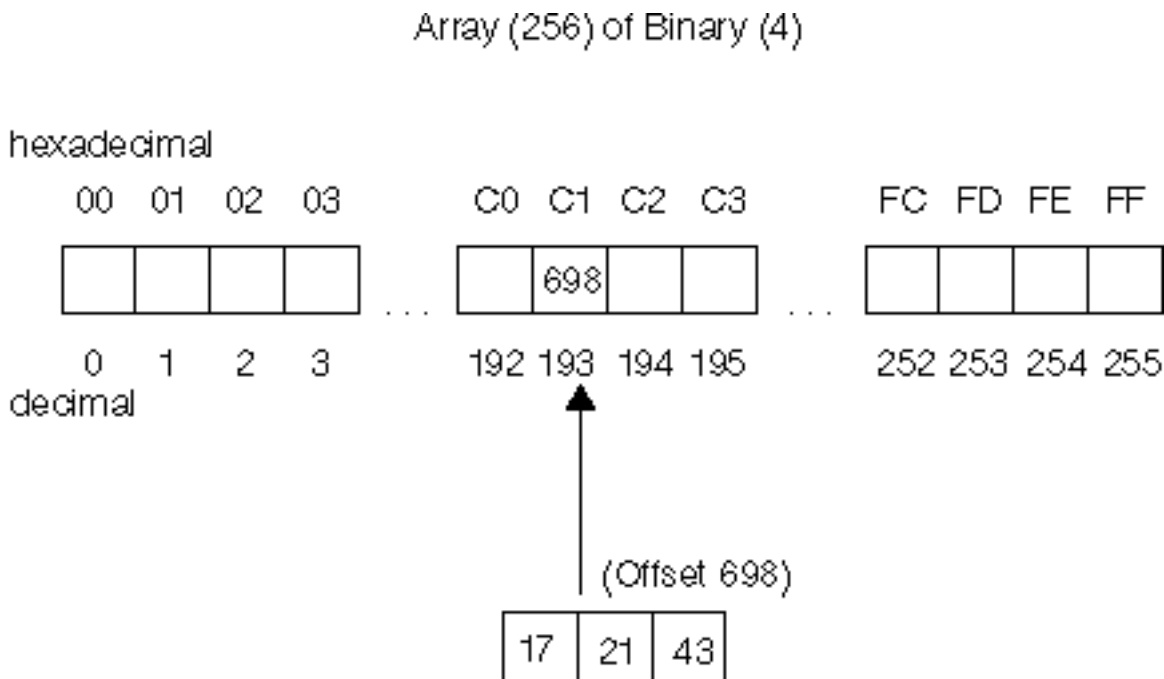 Array (256) of Binary (4)
hexadecimal
00 01 02 03 C0 C1 C2 C3 FC FD FE FF
698
. . . . . .
0 1 2 3 192 193 194 195 252 253 254 255
decimal
(Offset 698)
17 21 43